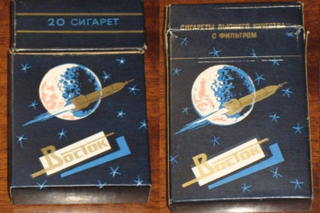 20 СИГАРЕТ
ВОСТОК
СИГАРЕТЫ ВЫСШЕГО КАЧЕСТВА
С ФИЛЬТРОМ
ВОСТОК